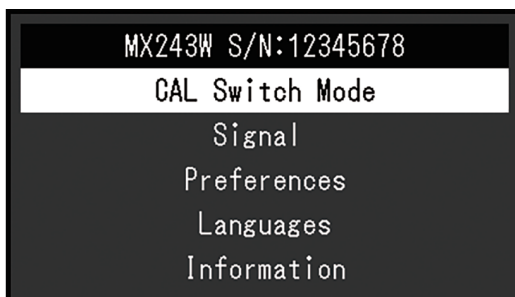 MX243W S/N:12345678
CAL Switch Mode
Signal
Preferences
Languages
Information